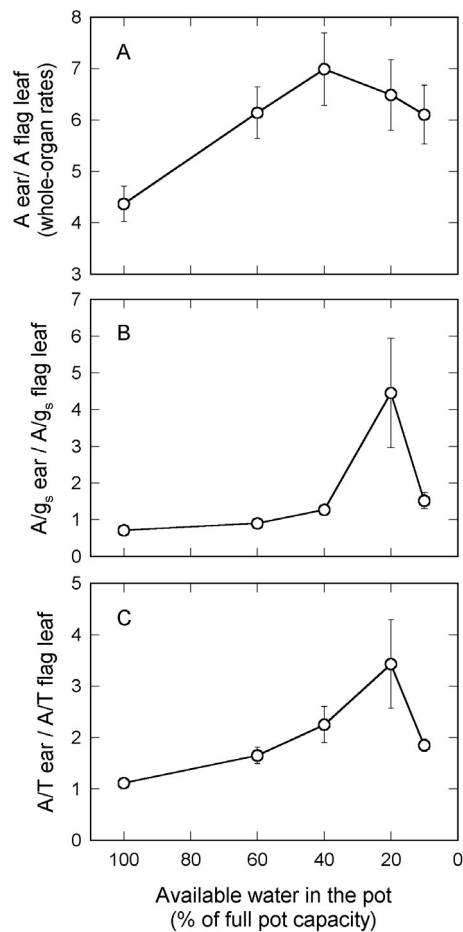 A
8
7
6
5
4
3
A ear/ A flag leaf
(whole-organ rates)
B
7
6
5
4
3
2
1
0
A/gs ear / A/gs flag leaf
C
5
4
3
2
1
0
A/T ear / A/T flag leaf
100 80 60 40 20 0
Available water in the pot
(% of full pot capacity)